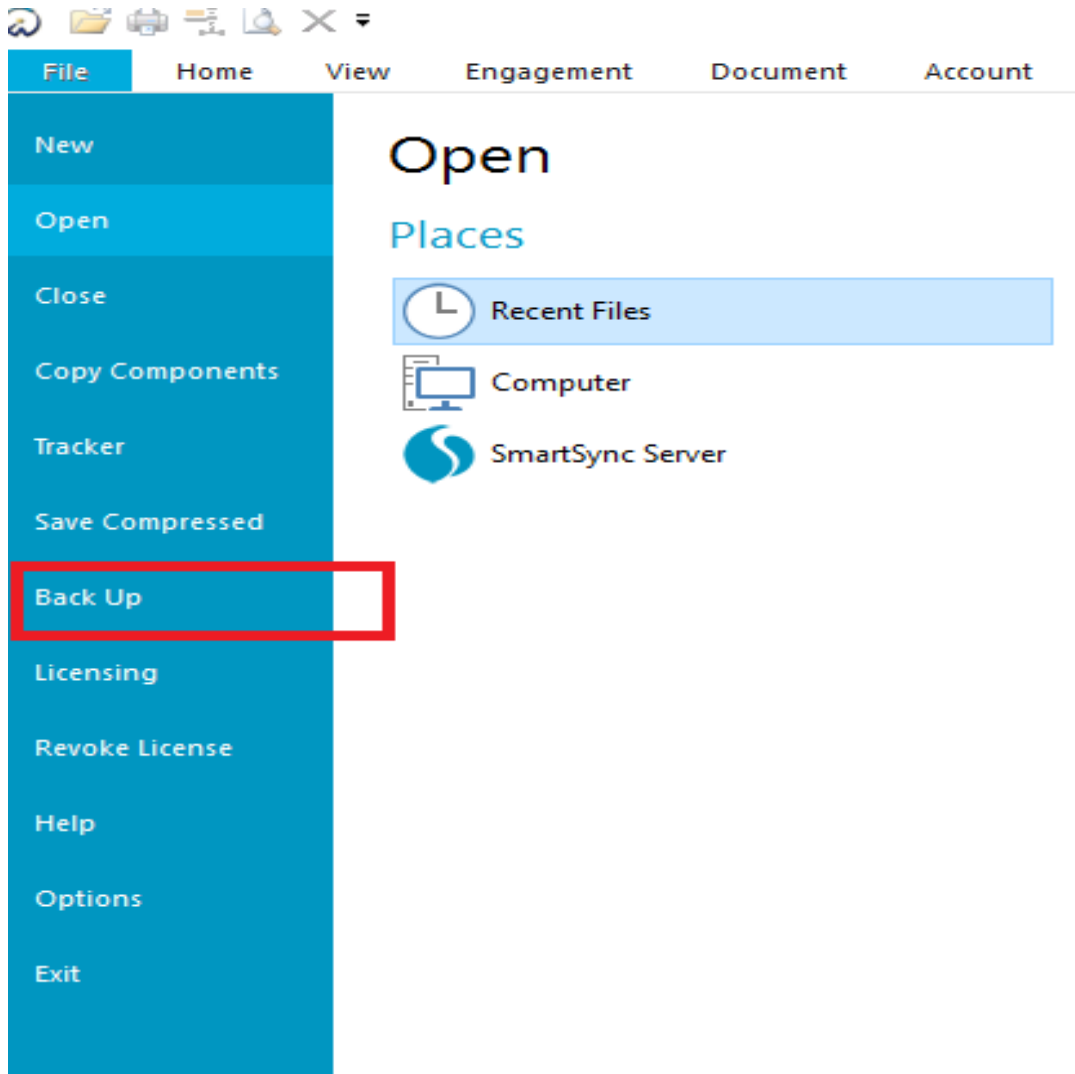 File Home View Engagement Document Account
New
Open
Close
Copy Components
Tracker
Save Compressed
Back Up
Licensing
Revoke License
Help
Options
Exit
Open
Places
Recent Files
Computer
SmartSync Server